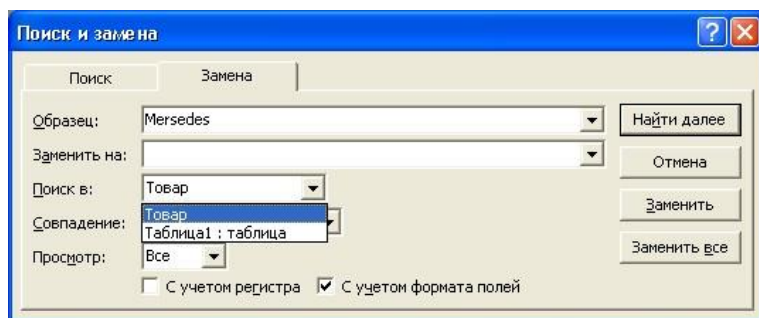 Поиск и замена
Поиск Замена
Образец: Mersedes Найти далее
Заменить на: Отмена
Поиск в: Товар Заменить
Товар
Совпадение: Таблица1 : таблица
Просмотр: Все Заменить все
С учетом регистра С учетом формата полей